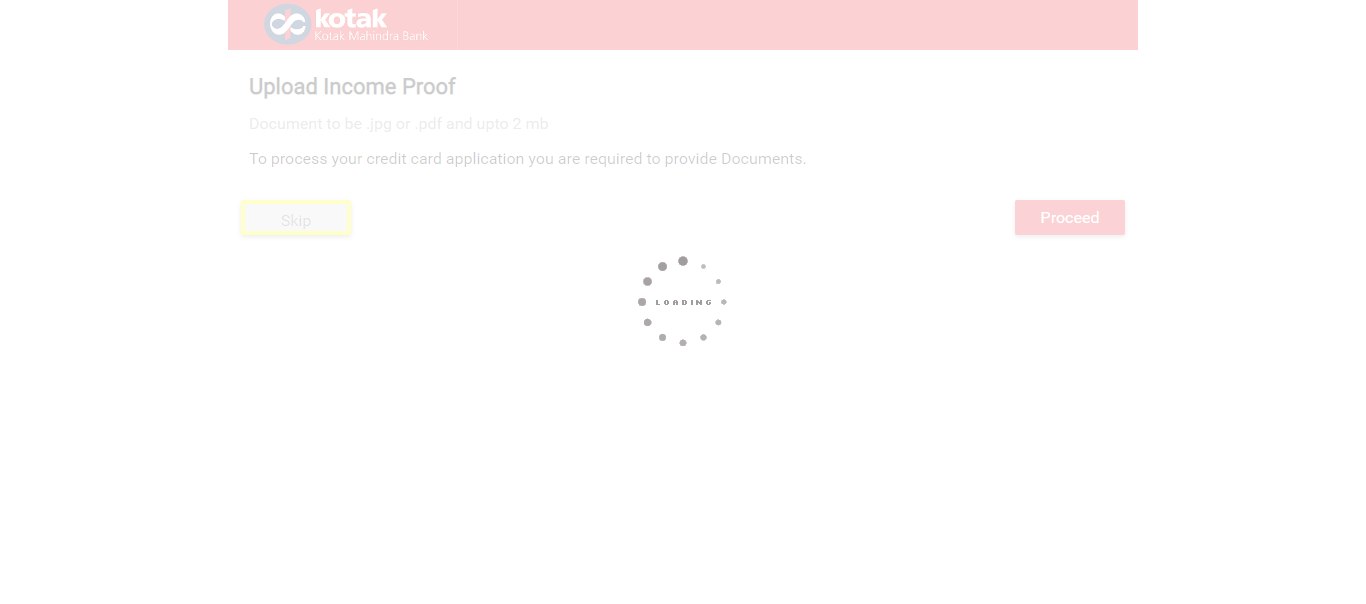 kotak
Kotak Mahindra Bank
Upload Income Proof
Document to be .jpg or .pdf and upto 2 mb
To process your credit card application you are required to provide Documents.
Skip
Proceed
LOADING